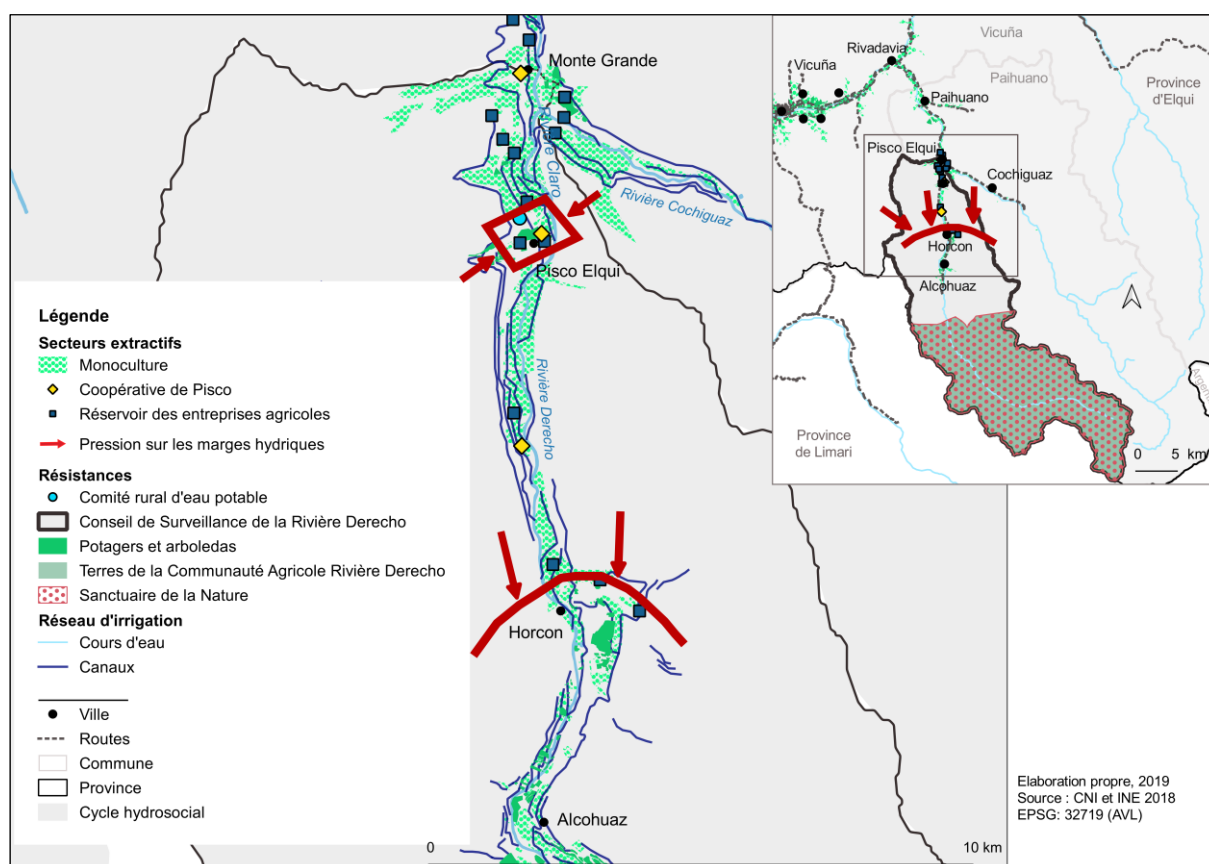 Monte Grande
Rivière Claro
Rivière Cochiguaz
Pisco Elqui
Rivière Derecho
Horcon
Alcohuaz
0
10 km
Légende
Secteurs extractifs
Monoculture
Coopérative de Pisco
Réservoir des entreprises agricoles
Pression sur les marges hydriques
Résistances
Comité rural d'eau potable
Conseil de Surveillance de la Rivière Derecho
Potagers et arboledas
Terres de la Communauté Agricole Rivière Derecho
Sanctuaire de la Nature
Réseau d'irrigation
Cours d'eau
Canaux
Ville
Routes
Commune
Province
Cycle hydrosocial
Vicuña
Rivadavia
Vicuña
Paihuano
Province
d'Elqui
Paihuano
Pisco Elqui
Cochiguaz
Horcon
Alcohuaz
Province
de Limari
0 5 km
Elaboration propre, 2019
Source : CNI et INE 2018
EPSG: 32719 (AVL)